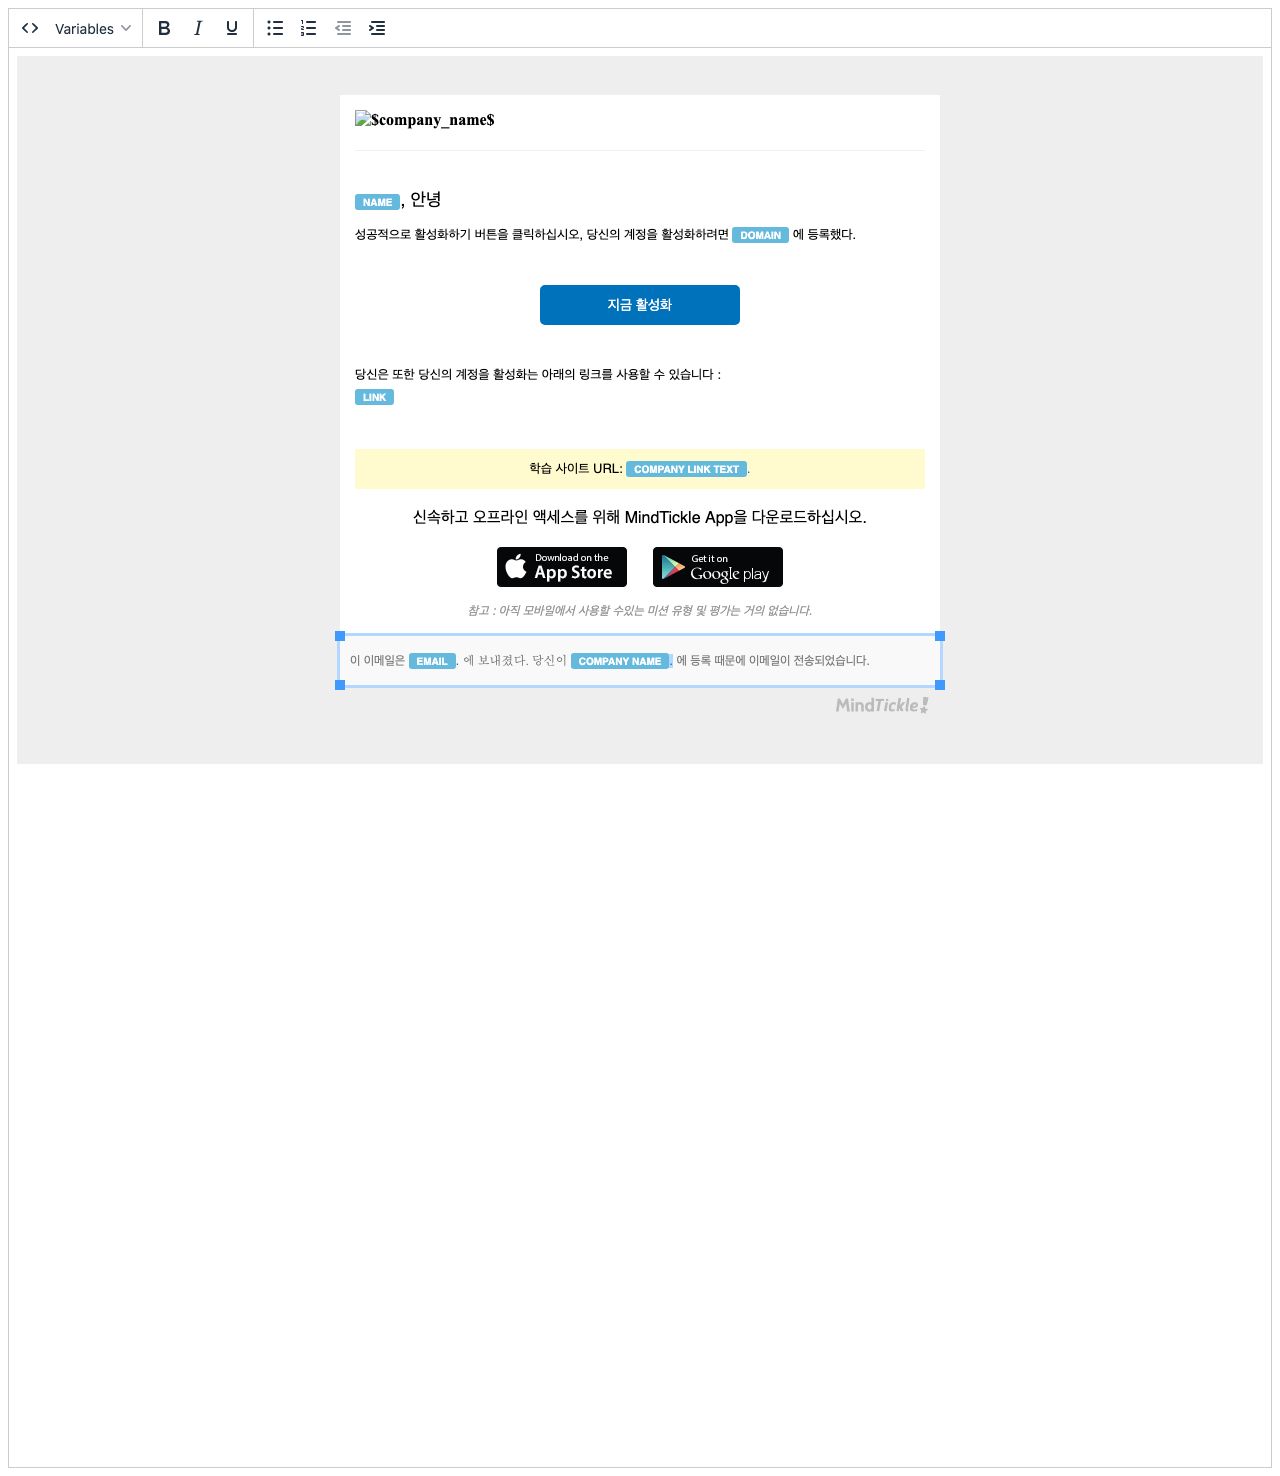 Variables B I U
$company_name$
NAME , 안녕
성공적으로 활성화하기 버튼을 클릭하십시오, 당신의 계정을 활성화하려면 DOMAIN 에 등록했다.
지금 활성화
당신은 또한 당신의 계정을 활성화는 아래의 링크를 사용할 수 있습니다 :
LINK
학습 사이트 URL: COMPANY LINK TEXT .
신속하고 오프라인 액세스를 위해 MindTickle App을 다운로드하십시오.
Download on the
App Store
Get it on
Google play
참고 : 아직 모바일에서 사용할 수있는 미션 유형 및 평가는 거의 없습니다.
이 이메일은 EMAIL . 에 보내졌다. 당신이 COMPANY NAME . 에 등록 때문에 이메일이 전송되었습니다.
MindTickle!